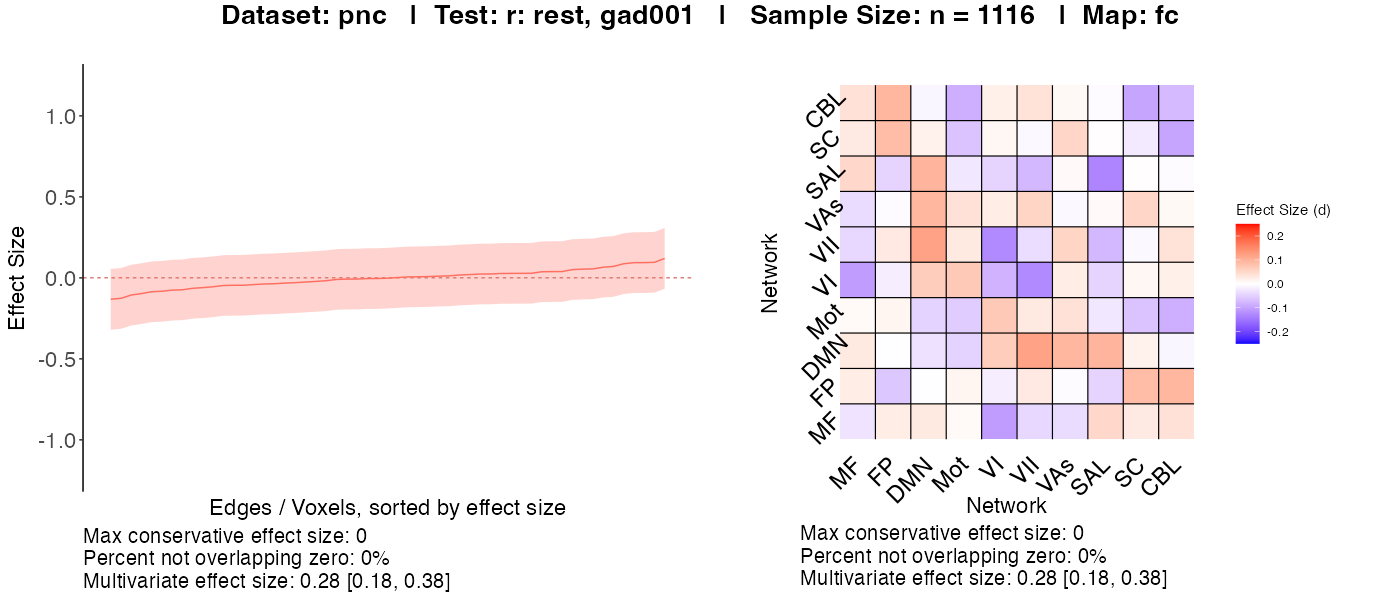 Dataset: pnc | Test: r: rest, gad001 | Sample Size: n = 1116 | Map: fc
Effect Size
1.0
0.5
0.0
-0.5
-1.0
Edges / Voxels, sorted by effect size
Max conservative effect size: 0
Percent not overlapping zero: 0%
Multivariate effect size: 0.28 [0.18, 0.38]
Network
CBL
SC
SAL
VAs
VII
VI
Mot
DMN
FP
MF
MF FP DMN Mot VI VII VAs SAL SC CBL
Network
Max conservative effect size: 0
Percent not overlapping zero: 0%
Multivariate effect size: 0.28 [0.18, 0.38]
Effect Size (d)
0.2
0.1
0.0
-0.1
-0.2